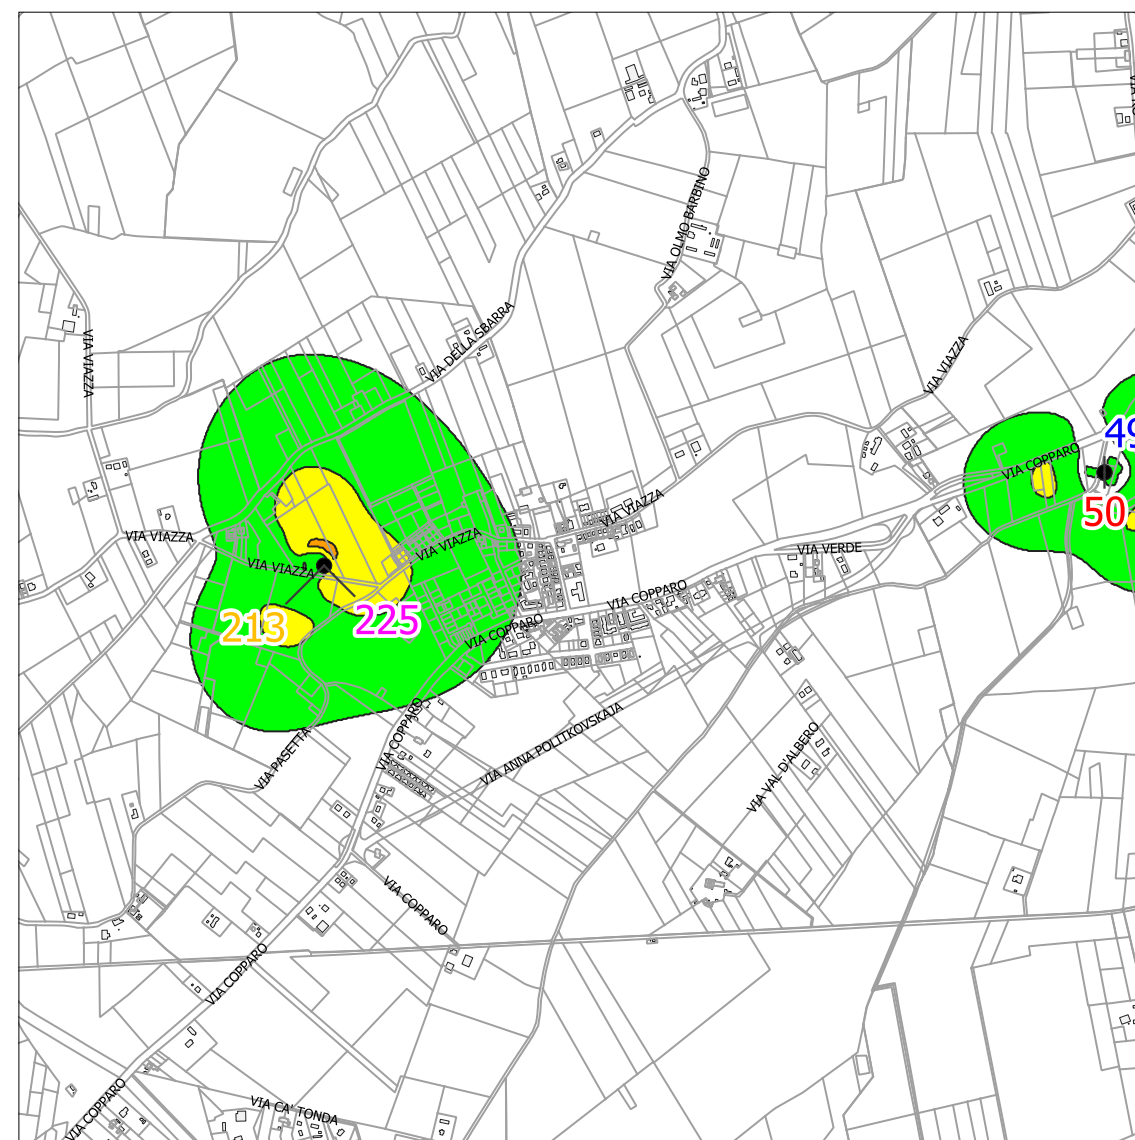 VIA OLMO BARBINO
VIA DELLA SBARRA
VIA VIAZZA
VIA VIAZZA
VIA COPPARO
49
50
VIA VIAZZA
VIA VIAZZA
VIA VIAZZA
VIA VIAZZA
VIA VERDE
VIA COPPARO
213
225
VIA COPPARO
VIA ANNA POLITKOVSKAJA
VIA COPPARO
VIA PASETTA
VIA VAL D'ALBERO
VIA COPPARO
VIA COPPARO
VIA COPPARO
VIA CA' TONDA